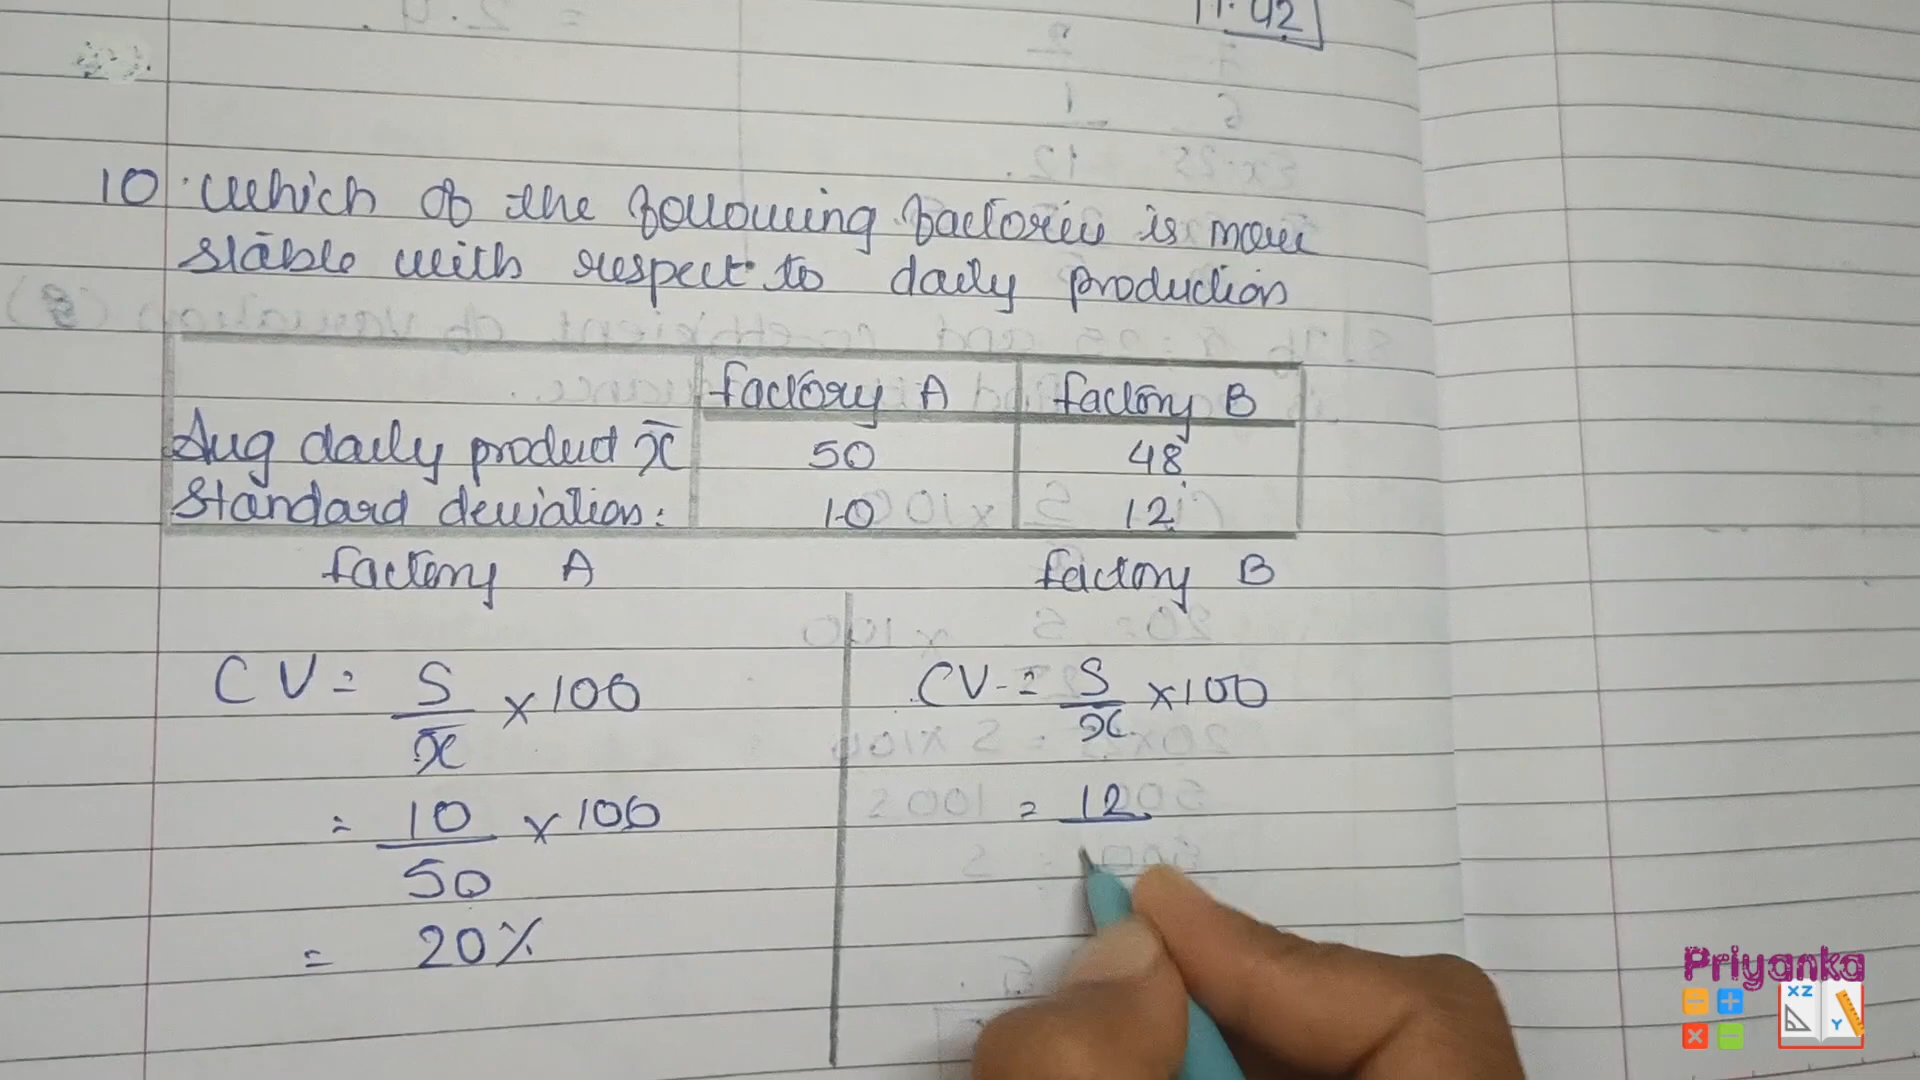 11.42
10. Which of the following factories is more
stable with respect to daily production
Factory A Factory B
Avg daily product x̄ 50 48
Standard deviation: 10 12
Factory A Factory B
CV = S/x̄ × 100
= 10/50 × 100
= 20%
CV = S/x̄ × 100
= 12
Priyanka
XZ
Y